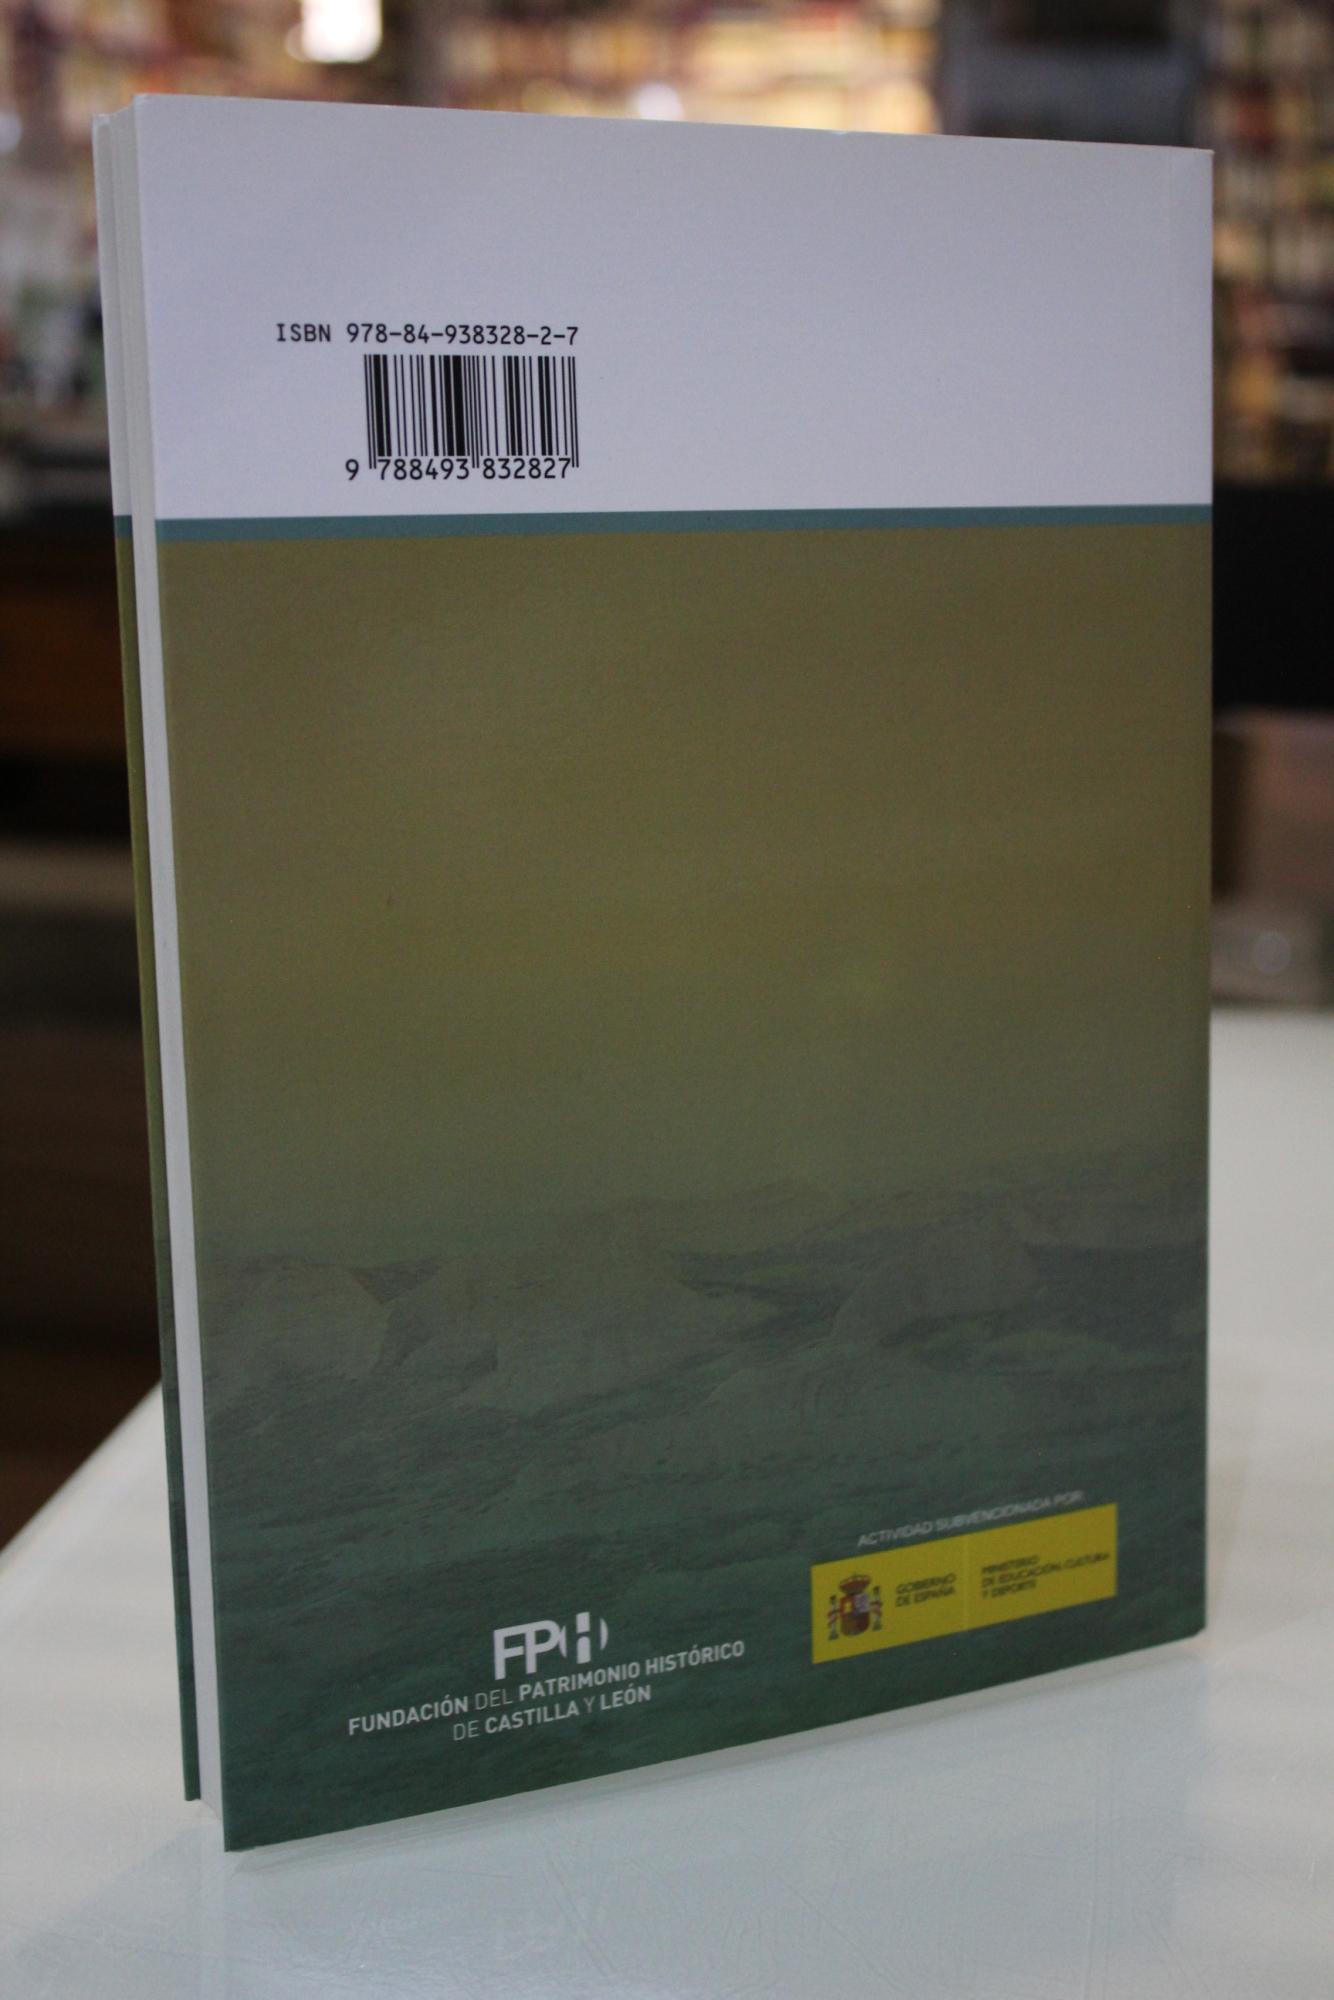 ISBN 978-84-938328-2-7
9 788493 832827
ACTIVIDAD SUBVENCIONADA POR:
GOBIERNO
DE ESPAÑA
MINISTERIO
DE EDUCACIÓN, CULTURA
Y DEPORTE
FPH
FUNDACIÓN DEL PATRIMONIO HISTÓRICO
DE CASTILLA Y LEÓN